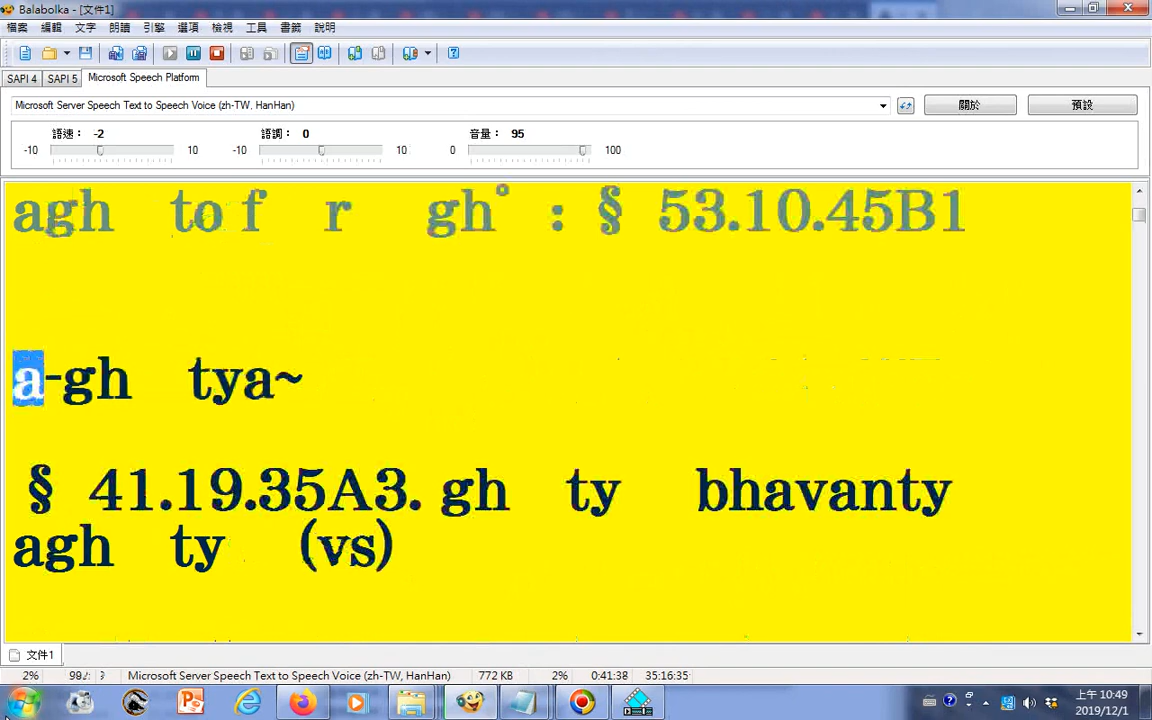 Balabolka - [文件1]
檔案 編輯 文字 朗讀 引擎 選項 檢視 工具 書籤 說明
SAPI 4 SAPI 5 Microsoft Speech Platform
Microsoft Server Speech Text to Speech Voice (zh-TW, HanHan) 關於 預設
語速： -2 語調： 0 音量： 95
-10 10 -10 10 0 100
agh to f r gh° : § 53.10.45B1
a-gh tya~
§ 41.19.35A3. gh ty bhavanty
agh ty (vs)
文件1
2% Microsoft Server Speech Text to Speech Voice (zh-TW, HanHan) 772 KB 2% 0:41:38 35:16:35
上午 10:49
2019/12/1